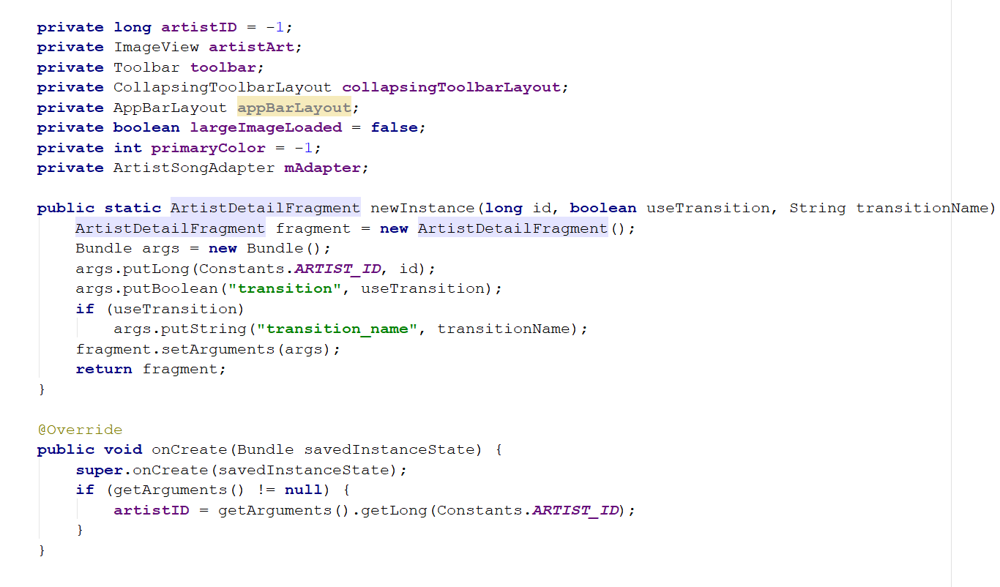 private long artistID = -1;
private ImageView artistArt;
private Toolbar toolbar;
private CollapsingToolbarLayout collapsingToolbarLayout;
private AppBarLayout appBarLayout;
private boolean largeImageLoaded = false;
private int primaryColor = -1;
private ArtistSongAdapter mAdapter;
public static ArtistDetailFragment newInstance(long id, boolean useTransition, String transitionName)
ArtistDetailFragment fragment = new ArtistDetailFragment();
Bundle args = new Bundle();
args.putLong(Constants.ARTIST_ID, id);
args.putBoolean("transition", useTransition);
if (useTransition)
args.putString("transition_name", transitionName);
fragment.setArguments(args);
return fragment;
}
@Override
public void onCreate(Bundle savedInstanceState) {
super.onCreate(savedInstanceState);
if (getArguments() != null) {
artistID = getArguments().getLong(Constants.ARTIST_ID);
}
}